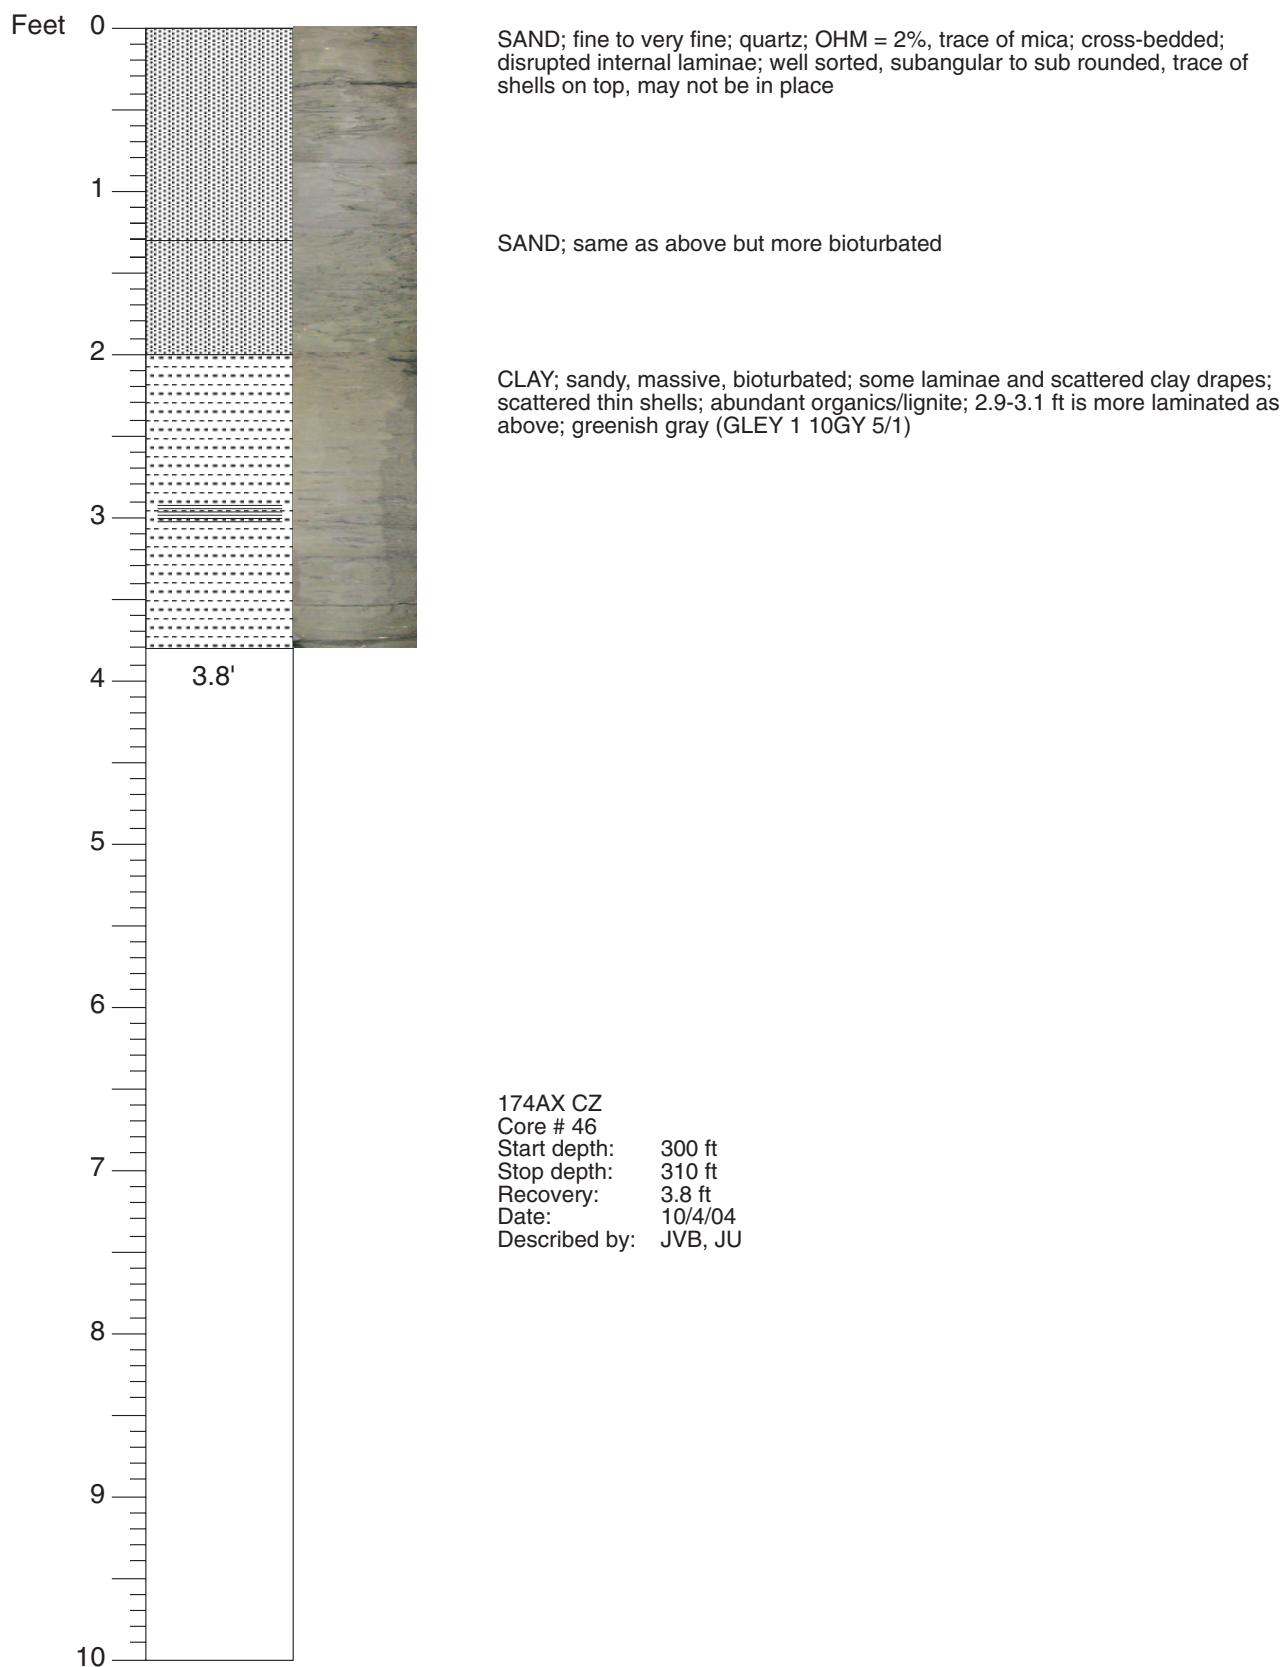 Feet 0
SAND; fine to very fine; quartz; OHM = 2%, trace of mica; cross-bedded;
disrupted internal laminae; well sorted, subangular to sub rounded, trace of
shells on top, may not be in place
1
SAND; same as above but more bioturbated
2
CLAY; sandy, massive, bioturbated; some laminae and scattered clay drapes;
scattered thin shells; abundant organics/lignite; 2.9-3.1 ft is more laminated as
above; greenish gray (GLEY 1 10GY 5/1)
3
4
3.8'
5
6
174AX CZ
Core # 46
Start depth: 300 ft
Stop depth: 310 ft
Recovery: 3.8 ft
Date: 10/4/04
Described by: JVB, JU
7
8
9
10